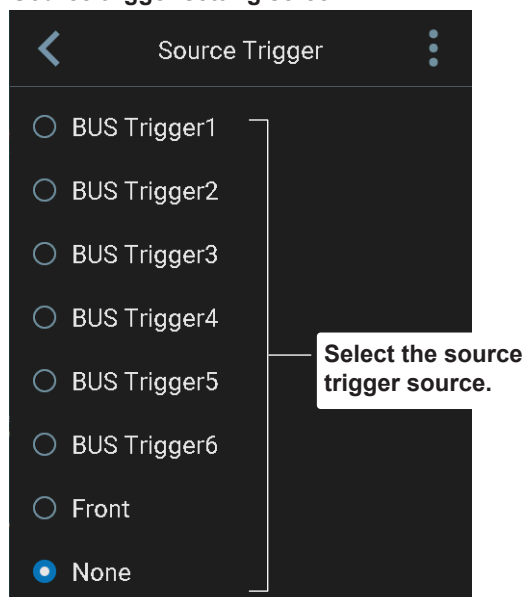 Source Trigger
BUS Trigger1
BUS Trigger2
BUS Trigger3
BUS Trigger4
BUS Trigger5
BUS Trigger6
Front
None
Select the source
trigger source.